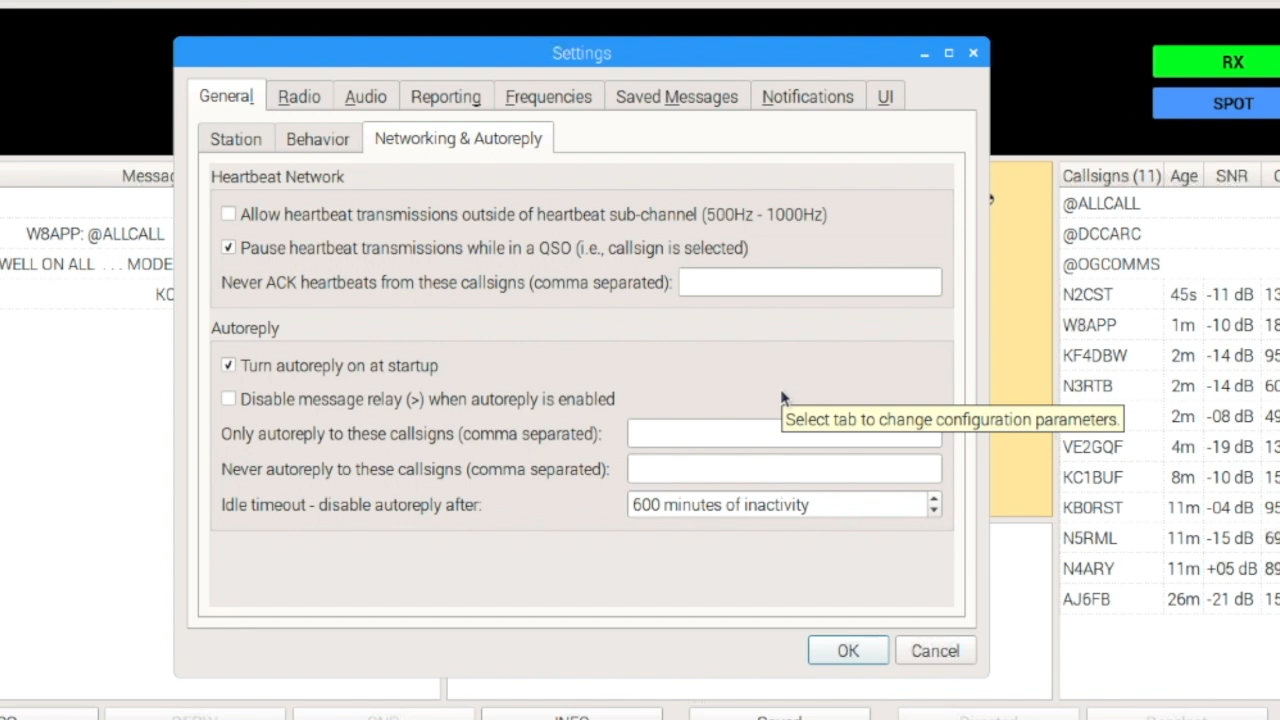 Settings
RX
SPOT
General Radio Audio Reporting Frequencies Saved Messages Notifications UI
Station Behavior Networking & Autoreply
Heartbeat Network
Allow heartbeat transmissions outside of heartbeat sub-channel (500Hz - 1000Hz)
Pause heartbeat transmissions while in a QSO (i.e., callsign is selected)
Never ACK heartbeats from these callsigns (comma separated):
Autoreply
Turn autoreply on at startup
Disable message relay (>) when autoreply is enabled
Only autoreply to these callsigns (comma separated):
Select tab to change configuration parameters.
Never autoreply to these callsigns (comma separated):
Idle timeout - disable autoreply after: 600 minutes of inactivity
OK Cancel
W8APP: @ALLCALL
WELL ON ALL ... MODE
Callsigns (11) Age SNR
@ALLCALL
@DCCARC
@OGCOMMS
N2CST 45s -11 dB
W8APP 1m -10 dB
KF4DBW 2m -14 dB
N3RTB 2m -14 dB
2m -08 dB
VE2GQF 4m -19 dB
KC1BUF 8m -10 dB
KB0RST 11m -04 dB
N5RML 11m -15 dB
N4ARY 11m +05 dB
AJ6FB 26m -21 dB